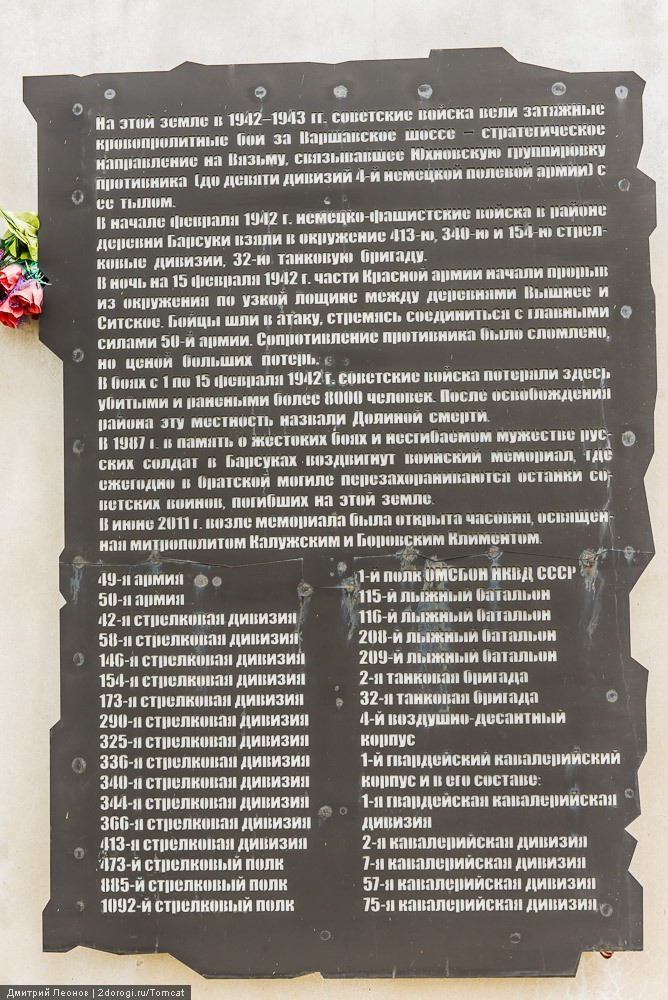 На этой земле в 1942–1943 гг. советские войска вели затяжные
кровопролитные бои за Варшавское шоссе – стратегическое
направление на Вязьму, связывавшее Юхновскую группировку
противника (до девяти дивизий 4-й немецкой полевой армии) с
ее тылом.
В начале февраля 1942 г. немецко-фашистские войска в районе
деревни Барсуки взяли в окружение 413-ю, 340-ю и 154-ю стрел-
ковые дивизии, 32-ю танковую бригаду.
В ночь на 15 февраля 1942 г. части Красной армии начали прорыв
из окружения по узкой лощине между деревнями Вышнее и
Ситское. Бойцы шли в атаку, стремясь соединиться с главными
силами 50-й армии. Сопротивление противника было сломлено,
но ценой больших потерь.
В боях с 1 по 15 февраля 1942 г. советские войска потеряли здесь
убитыми и ранеными более 8000 человек. После освобождения
района эту местность назвали Долиной смерти.
В 1987 г. в память о жестоких боях и несгибаемом мужестве рус-
ских солдат в Барсуках воздвигнут воинский мемориал, где
ежегодно в братской могиле перезахораниваются останки со-
ветских воинов, погибших на этой земле.
В июне 2011 г. возле мемориала была открыта часовня, освящен-
ная митрополитом Калужским и Боровским Климентом.
49-я армия
50-я армия
42-я стрелковая дивизия
58-я стрелковая дивизия
146-я стрелковая дивизия
154-я стрелковая дивизия
173-я стрелковая дивизия
290-я стрелковая дивизия
325-я стрелковая дивизия
336-я стрелковая дивизия
340-я стрелковая дивизия
344-я стрелковая дивизия
366-я стрелковая дивизия
413-я стрелковая дивизия
473-й стрелковый полк
885-й стрелковый полк
1092-й стрелковый полк
1-й полк ОМСБОН НКВД СССР
115-й лыжный батальон
116-й лыжный батальон
208-й лыжный батальон
209-й лыжный батальон
2-я танковая бригада
32-я танковая бригада
4-й воздушно-десантный
корпус
1-й гвардейский кавалерийский
корпус и в его составе:
1-я гвардейская кавалерийская
дивизия
2-я кавалерийская дивизия
7-я кавалерийская дивизия
57-я кавалерийская дивизия
75-я кавалерийская дивизия
Дмитрий Леонов | 2dorogi.ru/Tomcat